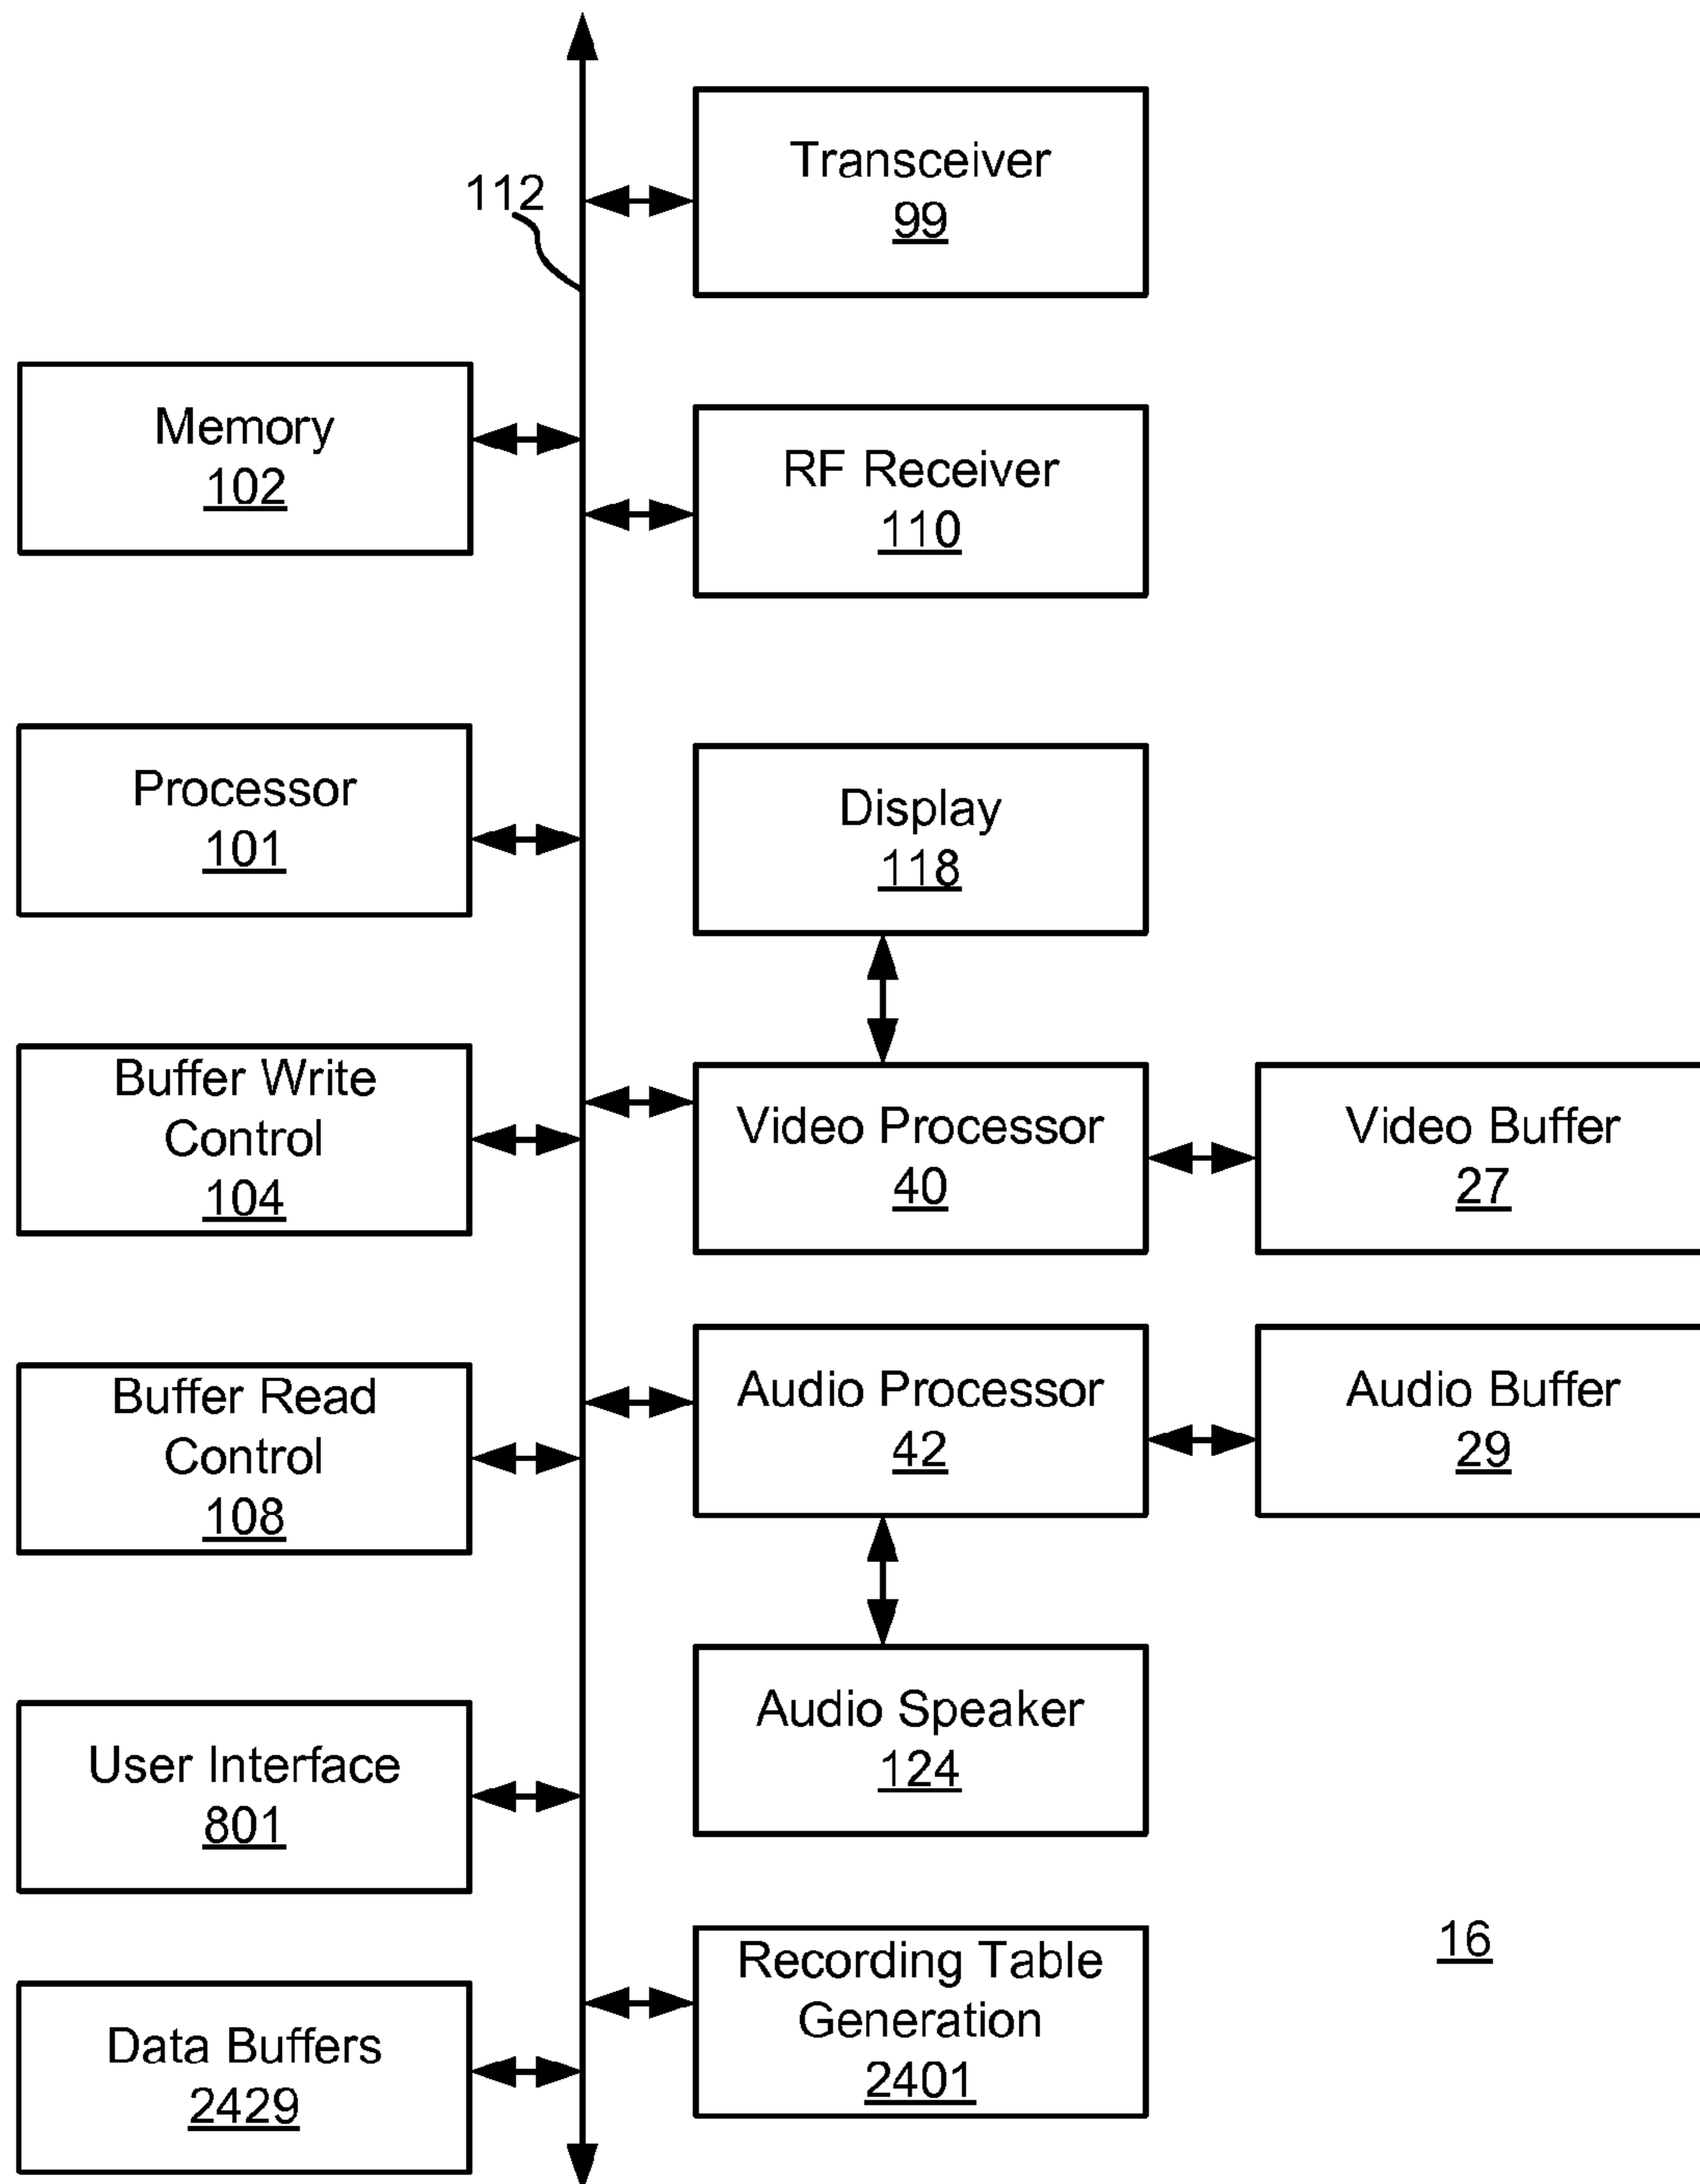 Transceiver
99
112
Memory
102
RF Receiver
110
Processor
101
Display
118
Buffer Write
Control
104
Video Processor
40
Video Buffer
27
Buffer Read
Control
108
Audio Processor
42
Audio Buffer
29
User Interface
801
Audio Speaker
124
Data Buffers
2429
Recording Table
Generation
2401
16